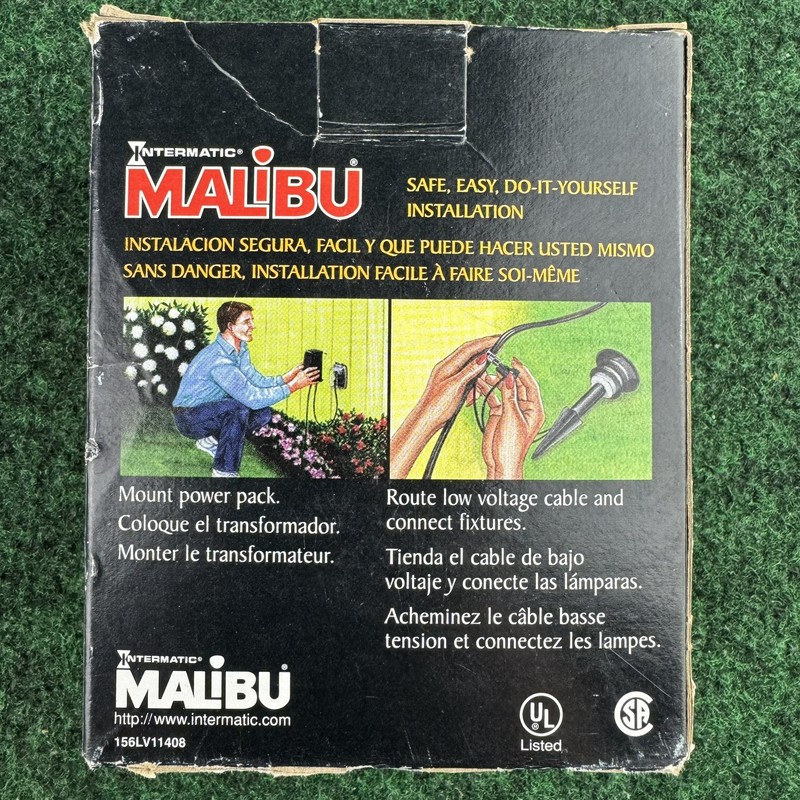 INTERMATIC®
MALiBU®
SAFE, EASY, DO-IT-YOURSELF
INSTALLATION
INSTALACION SEGURA, FACIL Y QUE PUEDE HACER USTED MISMO
SANS DANGER, INSTALLATION FACILE À FAIRE SOI-MÊME
Mount power pack.
Coloque el transformador.
Monter le transformateur.
Route low voltage cable and
connect fixtures.
Tienda el cable de bajo
voltaje y conecte las lámparas.
Acheminez le câble basse
tension et connectez les lampes.
INTERMATIC®
MALiBU®
http://www.intermatic.com
156LV11408
UL
Listed
SA